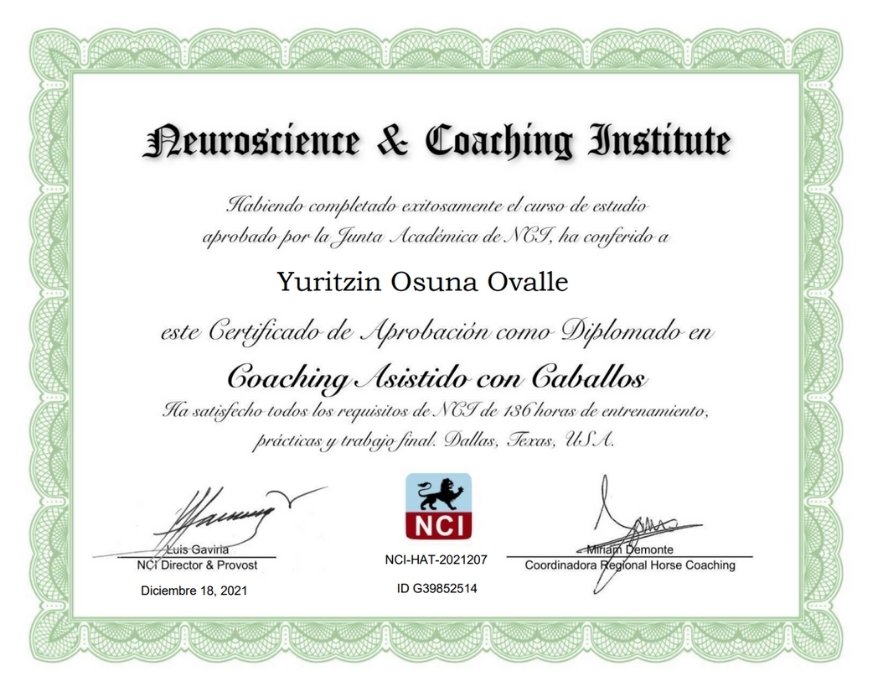 Neuroscience & Coaching Institute
Habiendo completado exitosamente el curso de estudio
aprobado por la Junta Académica de NCI, ha conferido a
Yuritzin Osuna Ovalle
este Certificado de Aprobación como Diplomado en
Coaching Asistido con Caballos
Ha satisfecho todos los requisitos de NCI de 136 horas de entrenamiento,
prácticas y trabajo final. Dallas, Texas, USA.
Luis Gaviria
NCI Director & Provost
Diciembre 18, 2021
NCI
NCI-HAT-2021207
ID G39852514
Miriam Demonte
Coordinadora Regional Horse Coaching